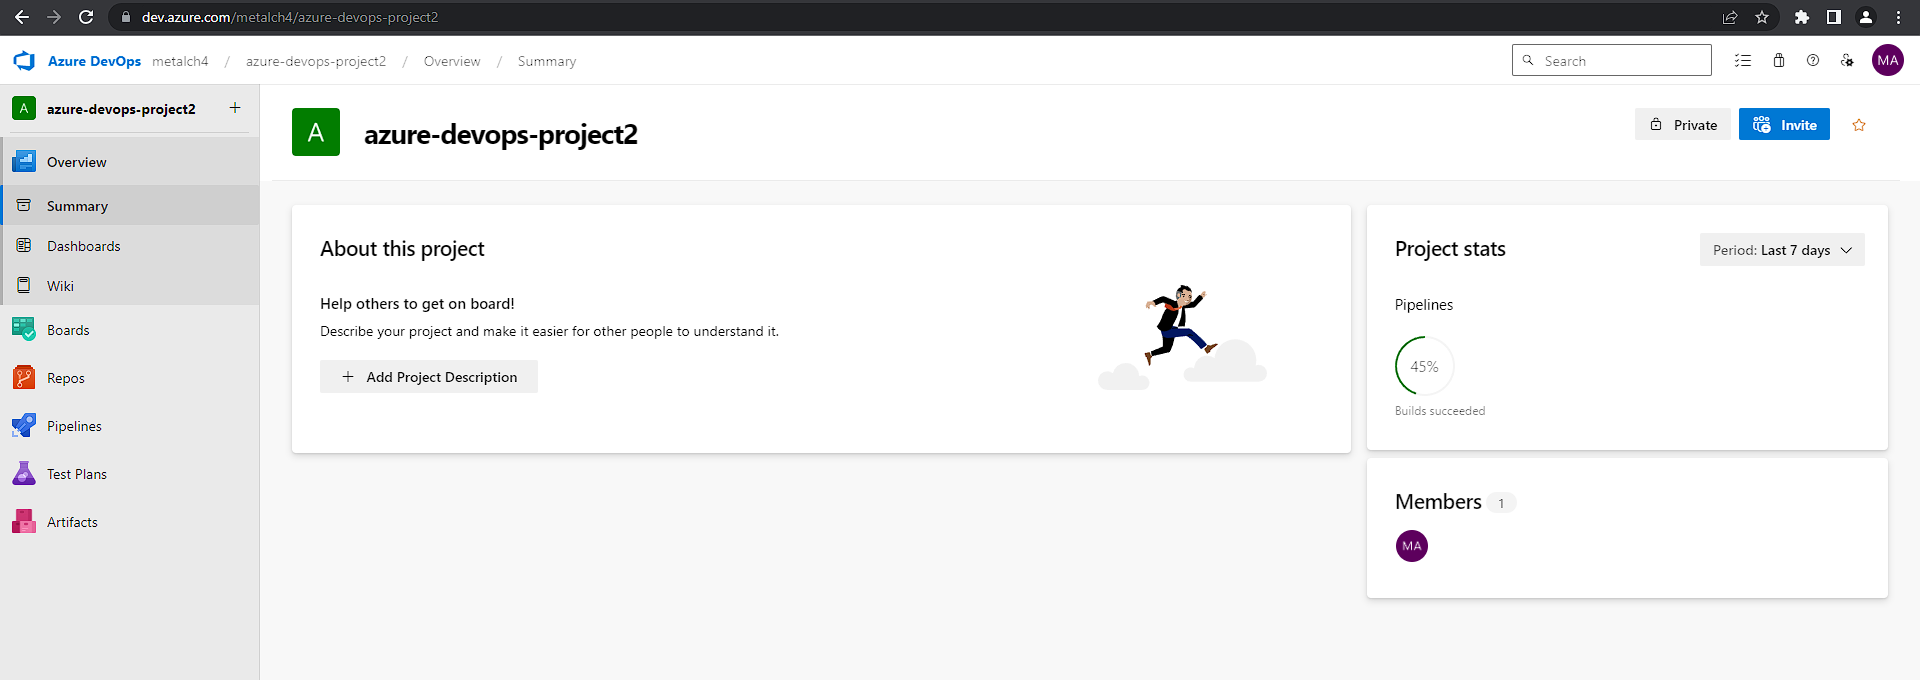 dev.azure.com/metalch4/azure-devops-project2
Azure DevOps metalch4 / azure-devops-project2 / Overview / Summary
Search
MA
A azure-devops-project2 +
Overview
Summary
Dashboards
Wiki
Boards
Repos
Pipelines
Test Plans
Artifacts
A azure-devops-project2
Private
Invite
About this project
Help others to get on board!
Describe your project and make it easier for other people to understand it.
+ Add Project Description
Project stats
Period: Last 7 days
Pipelines
45%
Builds succeeded
Members 1
MA